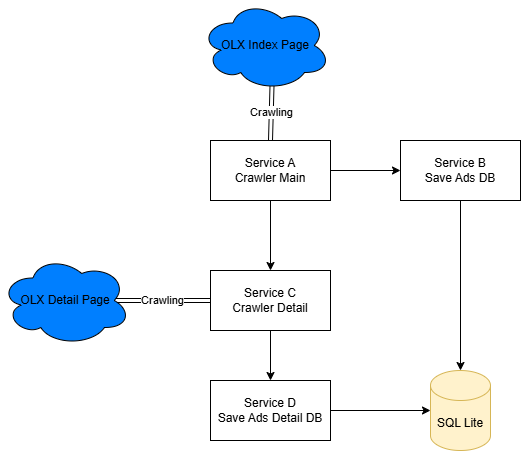 OLX Index Page
Crawling
Service A
Crawler Main
Service B
Save Ads DB
OLX Detail Page
Crawling
Service C
Crawler Detail
Service D
Save Ads Detail DB
SQL Lite